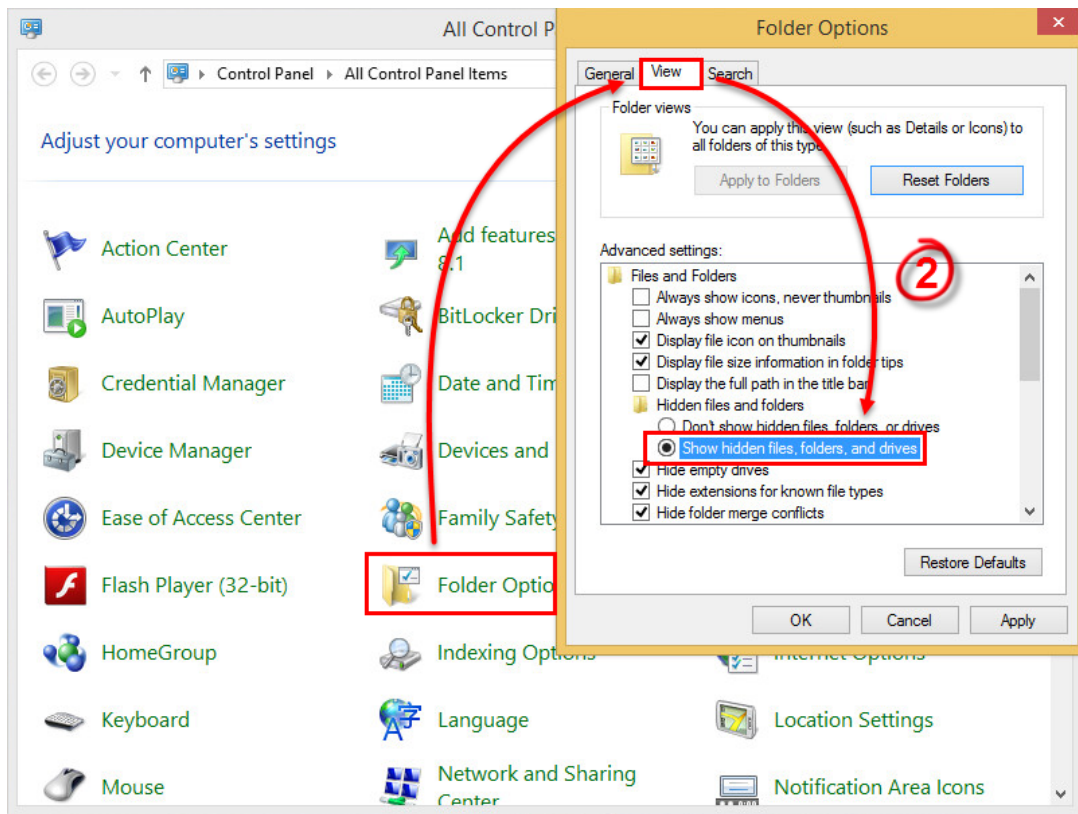 All Control P
Control Panel
All Control Panel Items
Adjust your computer's settings
Action Center
Add features
8.1
AutoPlay
BitLocker Dri
Credential Manager
Date and Tim
Device Manager
Devices and
Ease of Access Center
Family Safety
Flash Player (32-bit)
Folder Optio
HomeGroup
Indexing Options
Internet Options
Keyboard
Language
Location Settings
Mouse
Network and Sharing
Center
Notification Area Icons
Folder Options
General
View
Search
Folder views
You can apply this view (such as Details or Icons) to
all folders of this type
Apply to Folders
Reset Folders
Advanced settings:
2
Files and Folders
Always show icons, never thumbnails
Always show menus
Display file icon on thumbnails
Display file size information in folder tips
Display the full path in the title bar
Hidden files and folders
Don't show hidden files, folders, or drives
Show hidden files, folders, and drives
Hide empty drives
Hide extensions for known file types
Hide folder merge conflicts
Restore Defaults
OK
Cancel
Apply